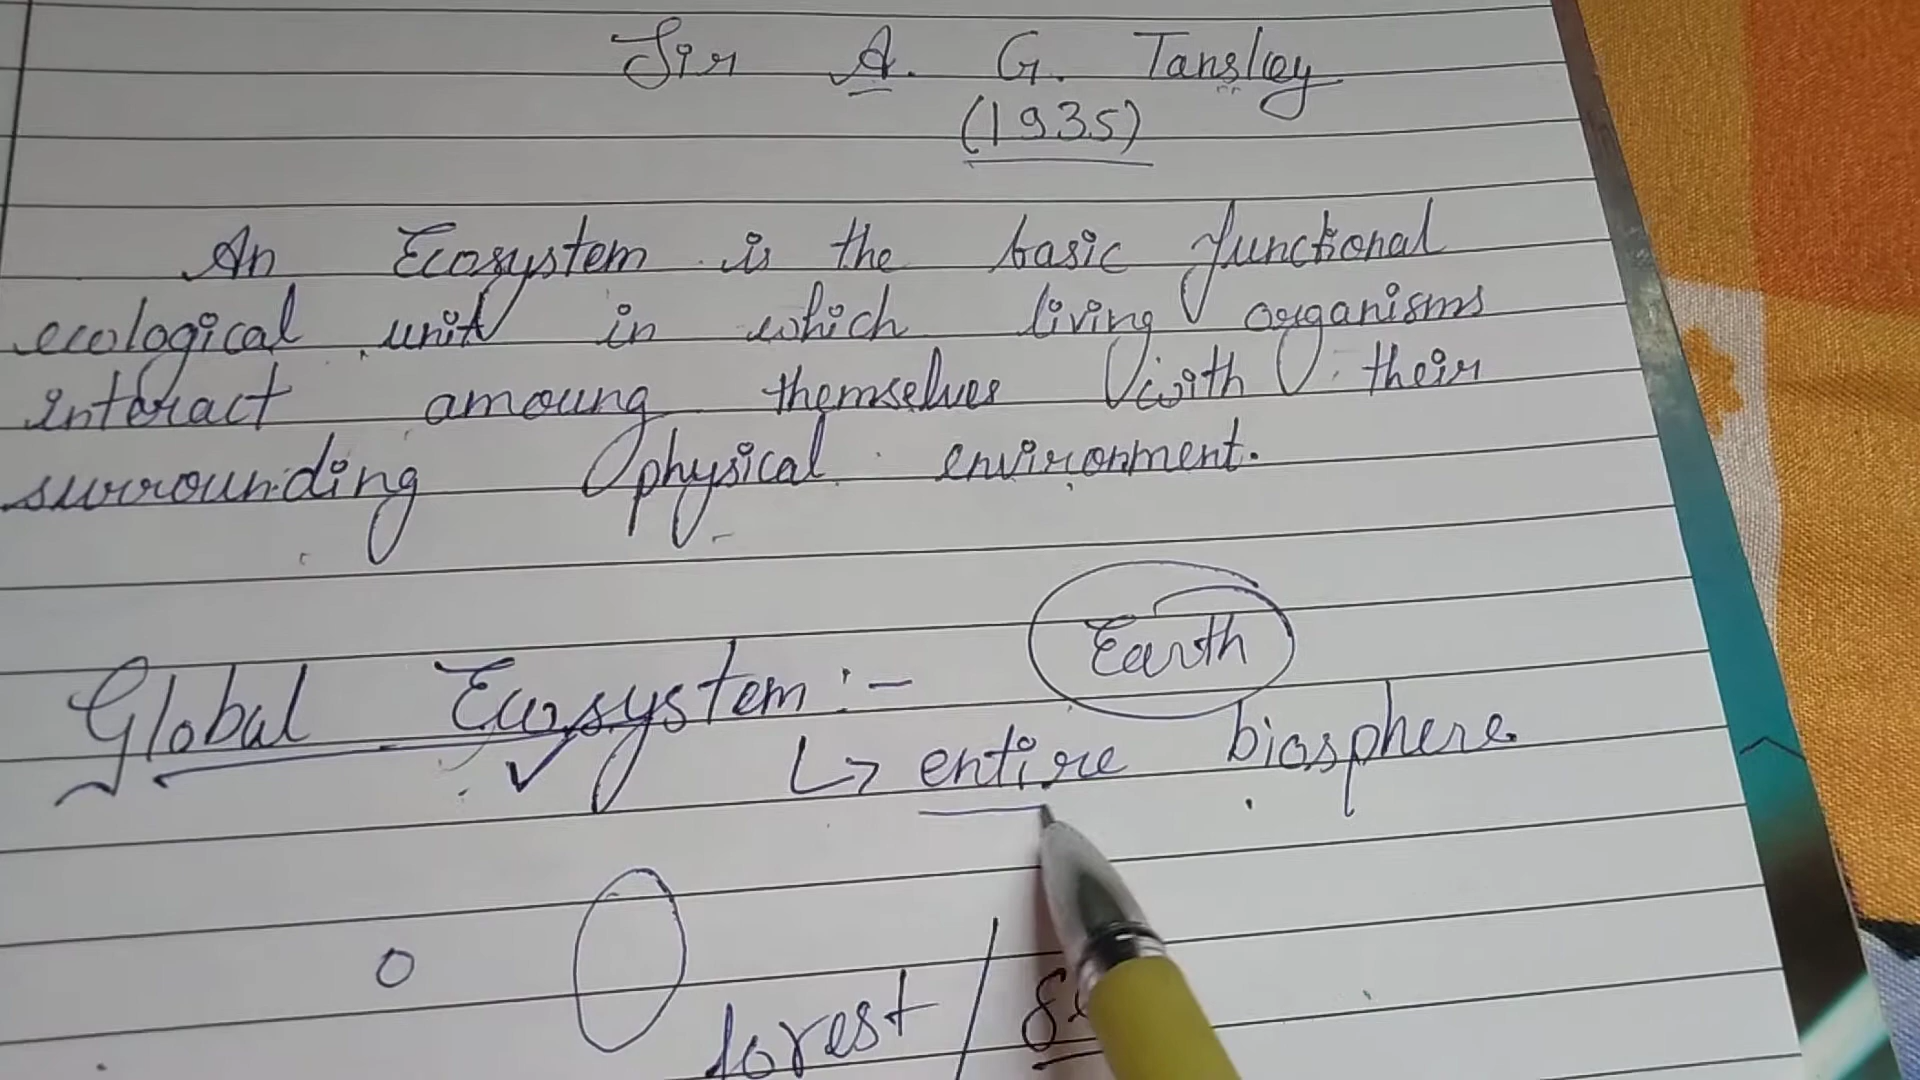 Sir A. G. Tansley
(1935)
An Ecosystem is the basic functional
ecological unit in which living organisms
interact amoung themselves with their
surrounding physical environment.
Earth
Global Ecosystem :-
↳ entire biosphere
forest /